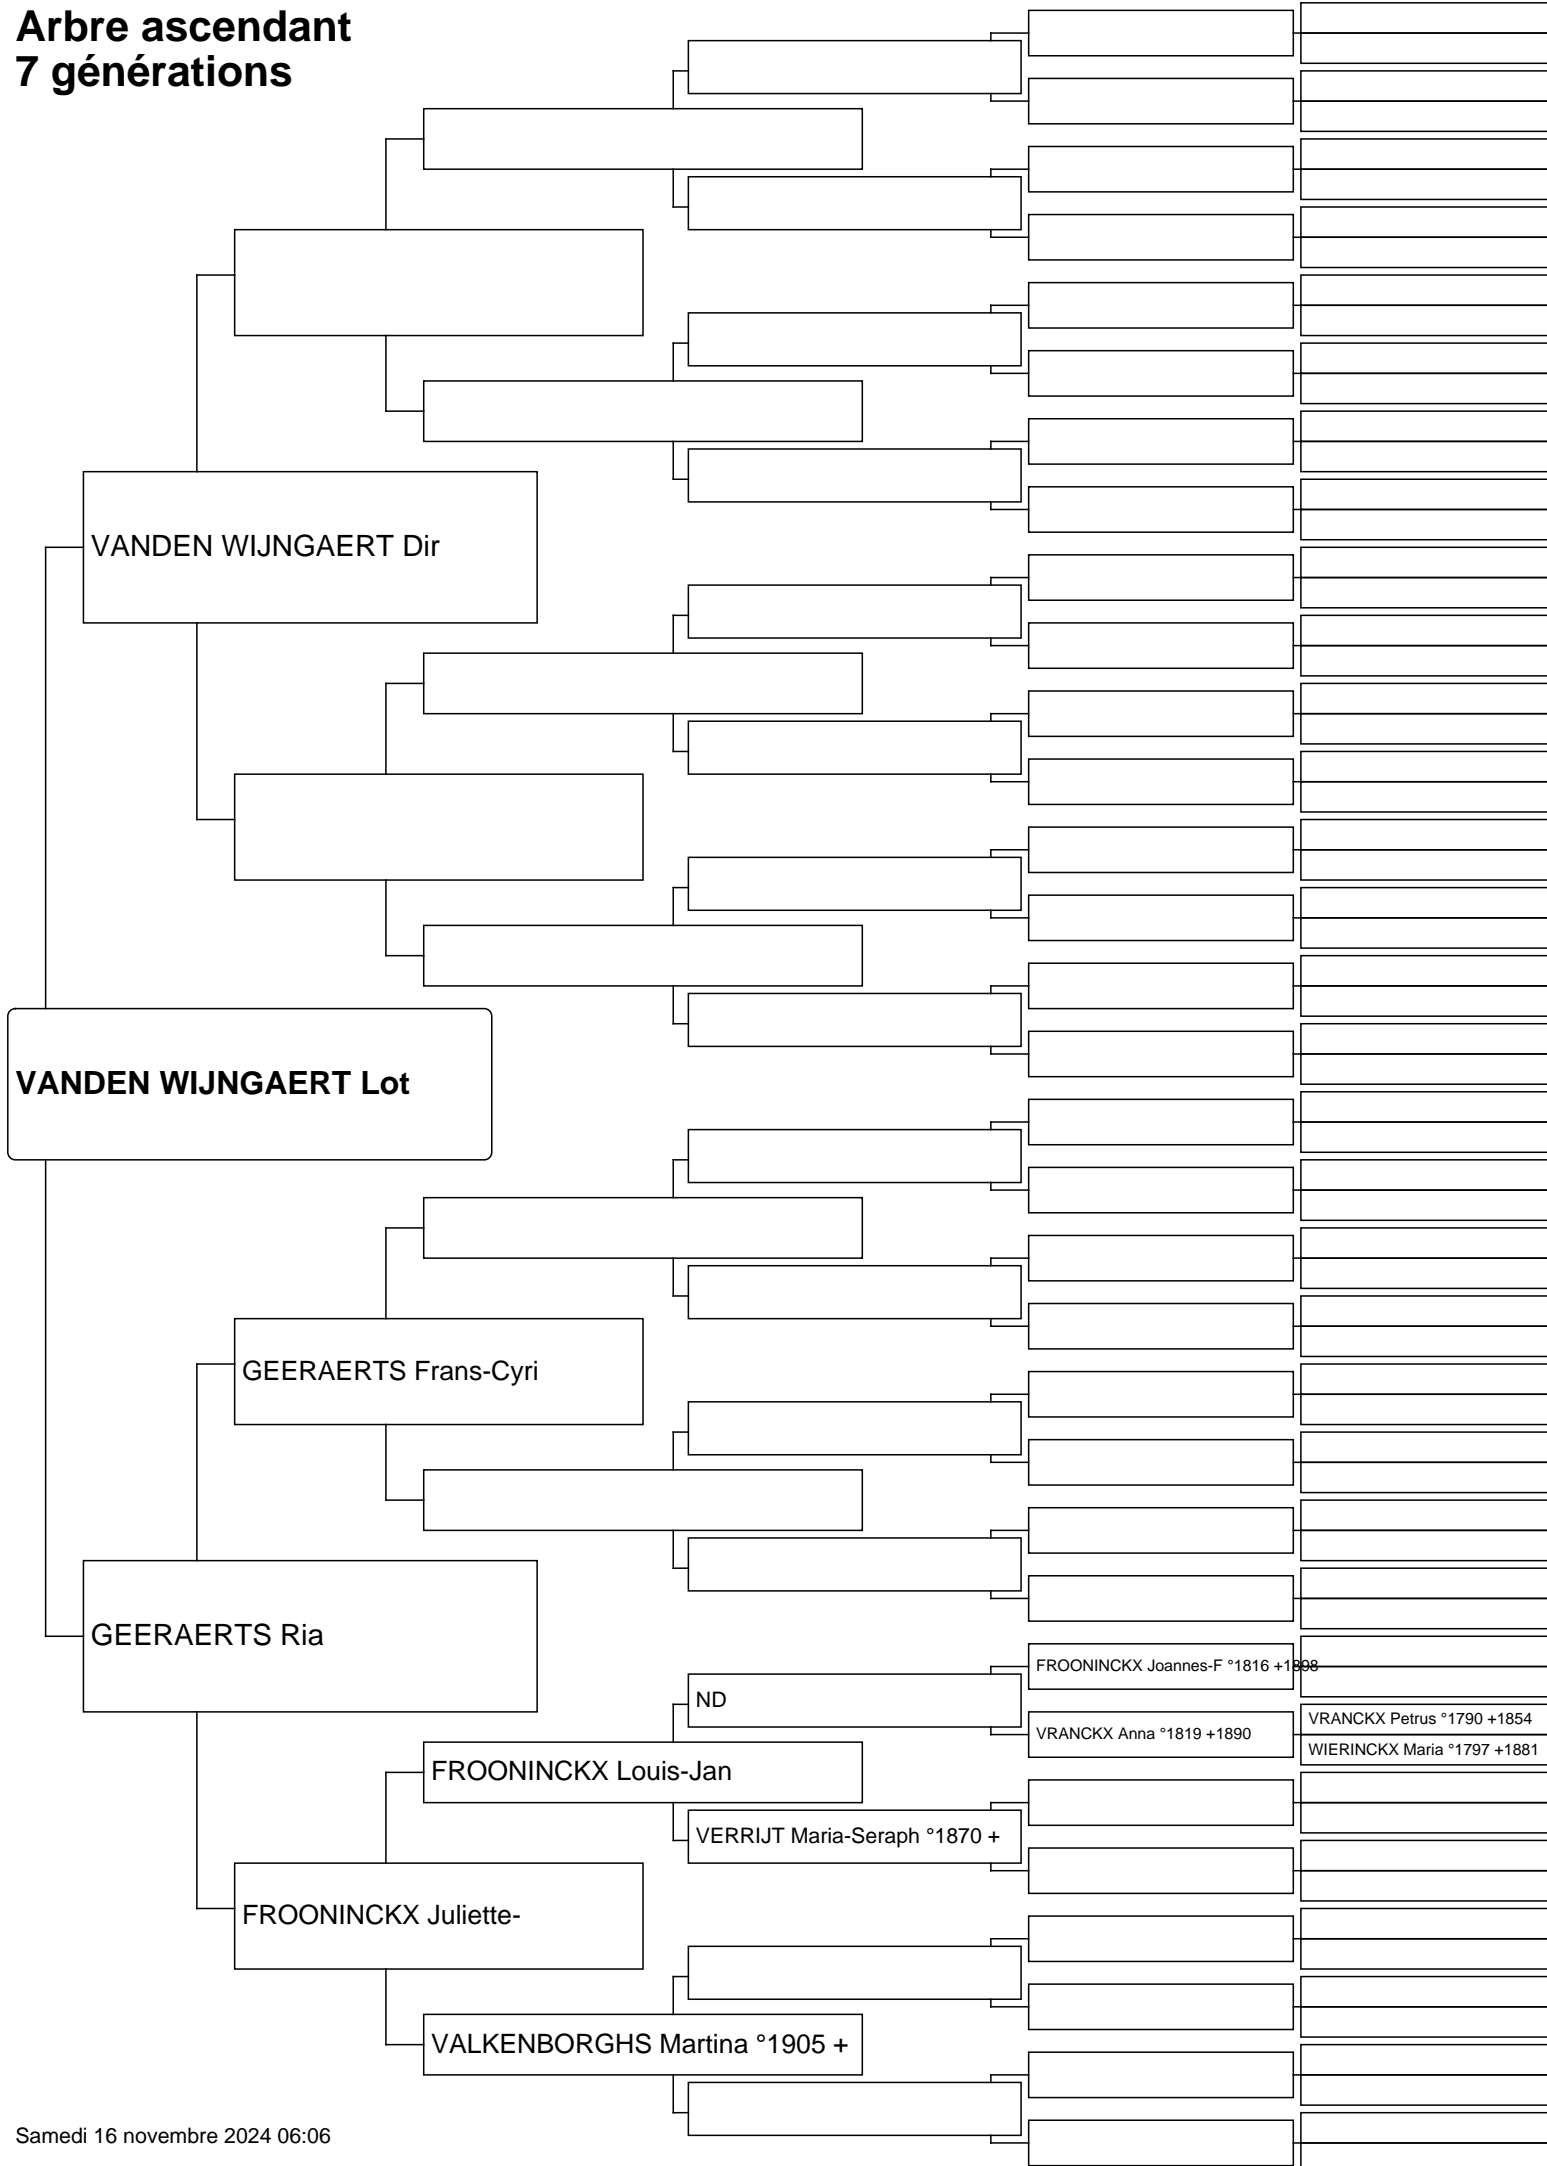 Arbre ascendant
7 générations
VANDEN WIJNGAERT Dir
VANDEN WIJNGAERT Lot
GEERAERTS Frans-Cyri
GEERAERTS Ria
FROONINCKX Joannes-F °1816 +1898
ND
VRANCKX Petrus °1790 +1854
VRANCKX Anna °1819 +1890
WIERINCKX Maria °1797 +1881
FROONINCKX Louis-Jan
VERRIJT Maria-Seraph °1870 +
FROONINCKX Juliette-
VALKENBORGHS Martina °1905 +
Samedi 16 novembre 2024 06:06